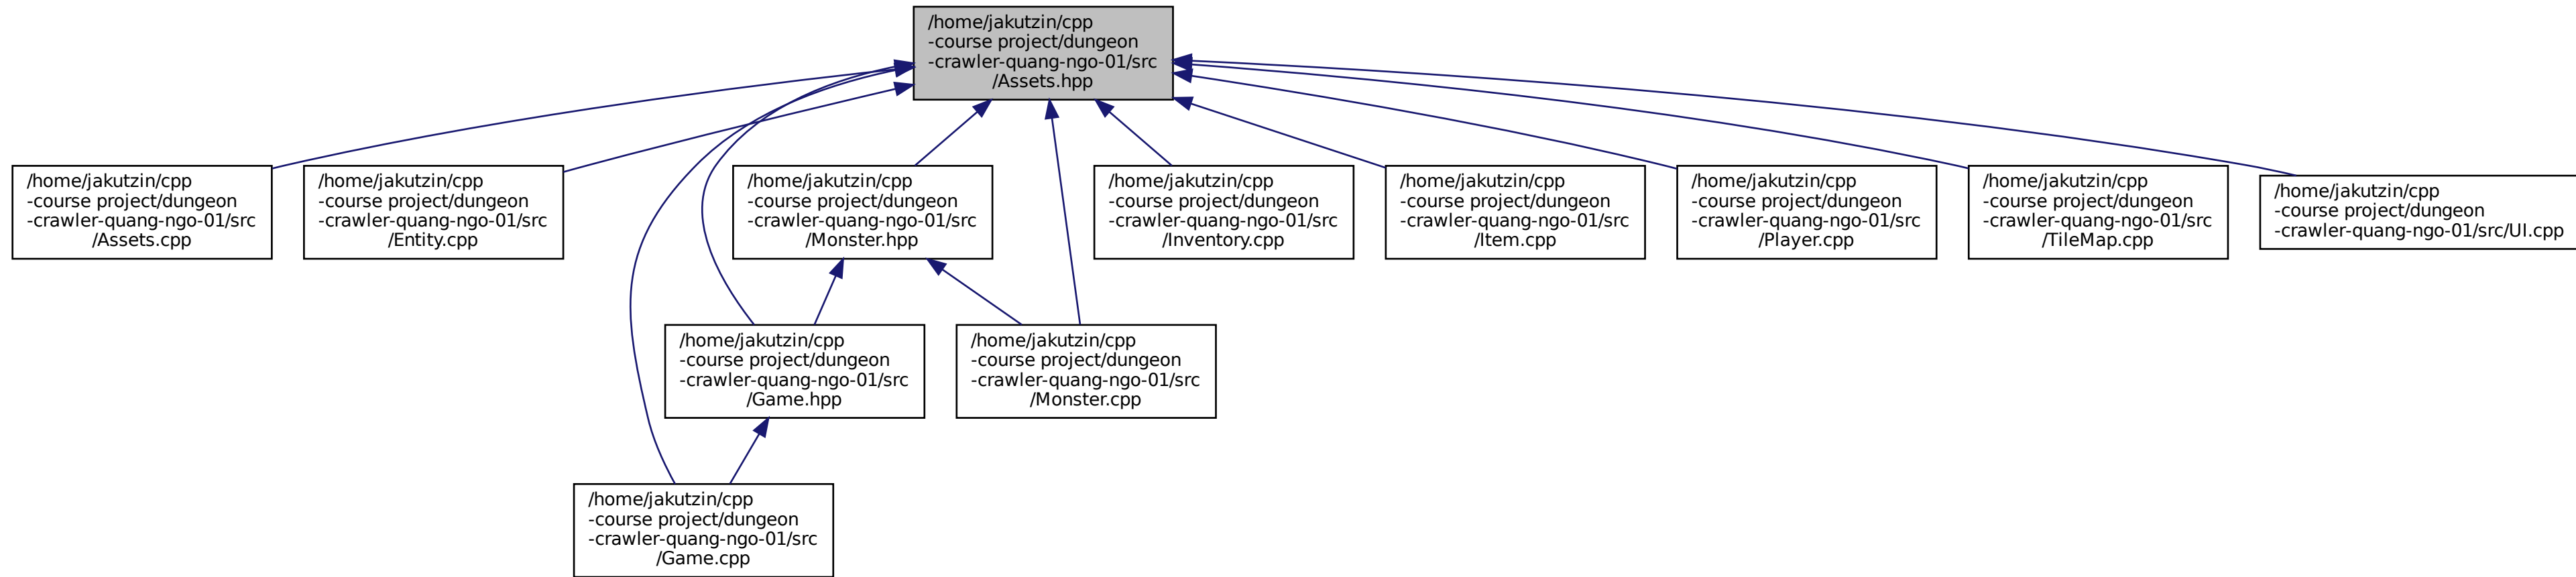 /home/jakutzin/cpp
-course project/dungeon
-crawler-quang-ngo-01/src
/Assets.hpp
/home/jakutzin/cpp
-course project/dungeon
-crawler-quang-ngo-01/src
/Assets.cpp
/home/jakutzin/cpp
-course project/dungeon
-crawler-quang-ngo-01/src
/Entity.cpp
/home/jakutzin/cpp
-course project/dungeon
-crawler-quang-ngo-01/src
/Monster.hpp
/home/jakutzin/cpp
-course project/dungeon
-crawler-quang-ngo-01/src
/Inventory.cpp
/home/jakutzin/cpp
-course project/dungeon
-crawler-quang-ngo-01/src
/Item.cpp
/home/jakutzin/cpp
-course project/dungeon
-crawler-quang-ngo-01/src
/Player.cpp
/home/jakutzin/cpp
-course project/dungeon
-crawler-quang-ngo-01/src
/TileMap.cpp
/home/jakutzin/cpp
-course project/dungeon
-crawler-quang-ngo-01/src/UI.cpp
/home/jakutzin/cpp
-course project/dungeon
-crawler-quang-ngo-01/src
/Game.hpp
/home/jakutzin/cpp
-course project/dungeon
-crawler-quang-ngo-01/src
/Monster.cpp
/home/jakutzin/cpp
-course project/dungeon
-crawler-quang-ngo-01/src
/Game.cpp